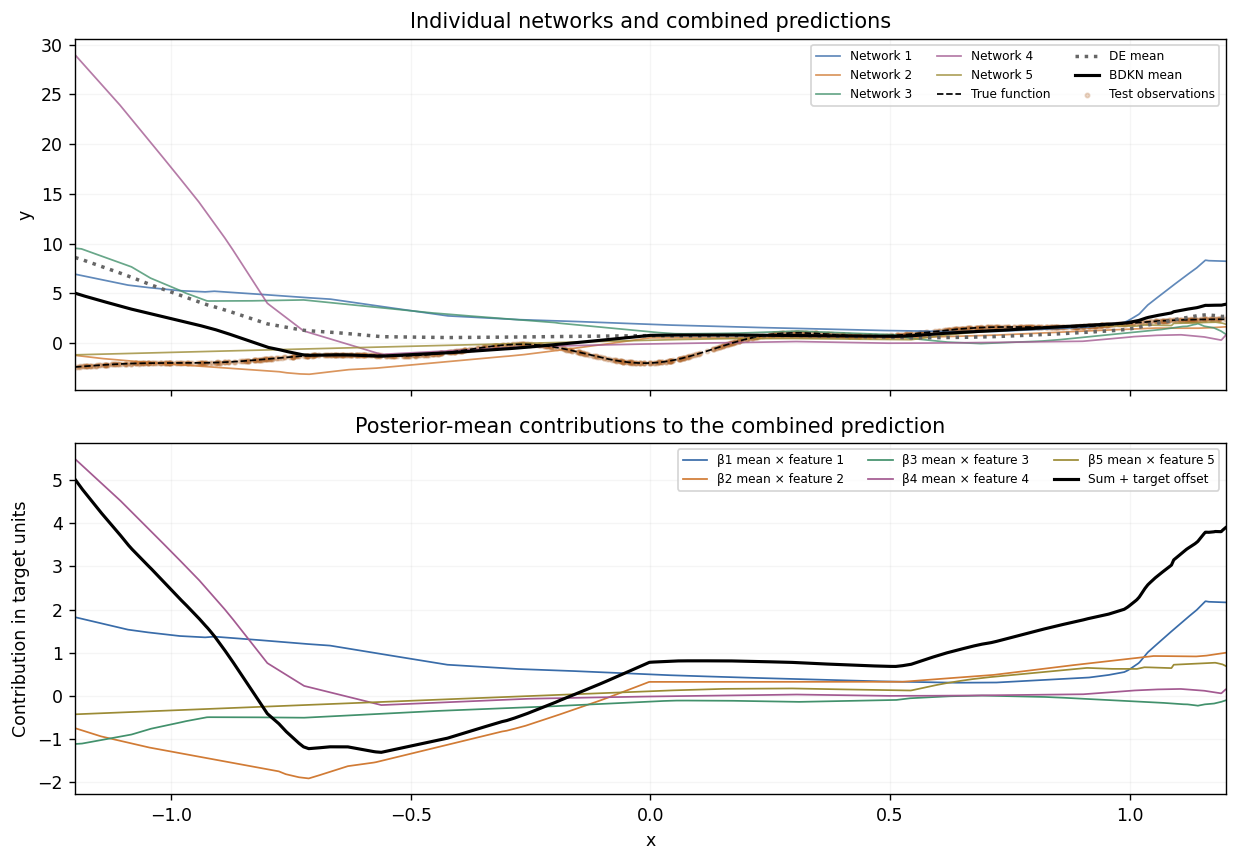 Individual networks and combined predictions
30
25
20
15
10
5
0
y
Network 1
Network 2
Network 3
Network 4
Network 5
True function
DE mean
BDKN mean
Test observations
Posterior-mean contributions to the combined prediction
5
4
3
2
1
0
−1
−2
Contribution in target units
β1 mean × feature 1
β2 mean × feature 2
β3 mean × feature 3
β4 mean × feature 4
β5 mean × feature 5
Sum + target offset
−1.0 −0.5 0.0 0.5 1.0
x